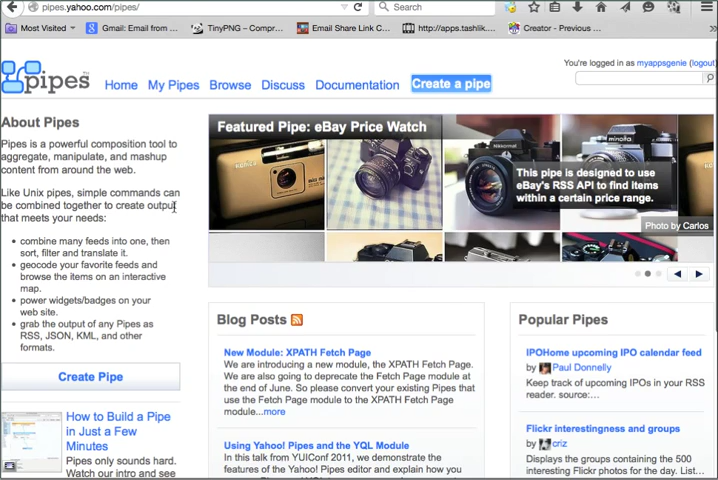 pipes.yahoo.com/pipes/
Search
Most Visited
Gmail: Email from ...
TinyPNG – Compr...
Email Share Link C...
http://apps.tashlik...
Creator - Previous ...
You're logged in as myappsgenie (logout)
pipes
Home
My Pipes
Browse
Discuss
Documentation
Create a pipe
About Pipes
Pipes is a powerful composition tool to
aggregate, manipulate, and mashup
content from around the web.
Like Unix pipes, simple commands can
be combined together to create output
that meets your needs:
• combine many feeds into one, then
sort, filter and translate it.
• geocode your favorite feeds and
browse the items on an interactive
map.
• power widgets/badges on your
web site.
• grab the output of any Pipes as
RSS, JSON, KML, and other
formats.
Create Pipe
How to Build a Pipe
in Just a Few
Minutes
Pipes only sounds hard.
Watch our intro and see
Featured Pipe: eBay Price Watch
konica
Nikkormat
minolta
This pipe is designed to use
eBay's RSS API to find items
within a certain price range.
Photo by Carlos
Blog Posts
New Module: XPATH Fetch Page
We are introducing a new module, the XPATH Fetch Page.
We are also going to deprecate the Fetch Page module at
the end of June. So please convert your existing Pipes that
use the Fetch Page module to the XPATH Fetch Page
module...more
Using Yahoo! Pipes and the YQL Module
In this talk from YUIConf 2011, we demonstrate the
features of the Yahoo! Pipes editor and explain how you
Popular Pipes
IPOHome upcoming IPO calendar feed
by Paul Donnelly
Keep track of upcoming IPOs in your RSS
reader. source:...
Flickr interestingness and groups
by criz
Displays the groups containing the 500
interesting Flickr photos for the day. List...